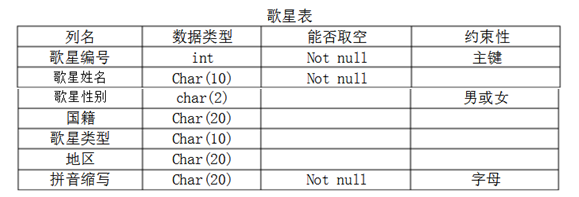 歌星表
列名 数据类型 能否取空 约束性
歌星编号 int Not null 主键
歌星姓名 Char(10) Not null
歌星性别 char(2) 男或女
国籍 Char(20)
歌星类型 Char(10)
地区 Char(20)
拼音缩写 Char(20) Not null 字母